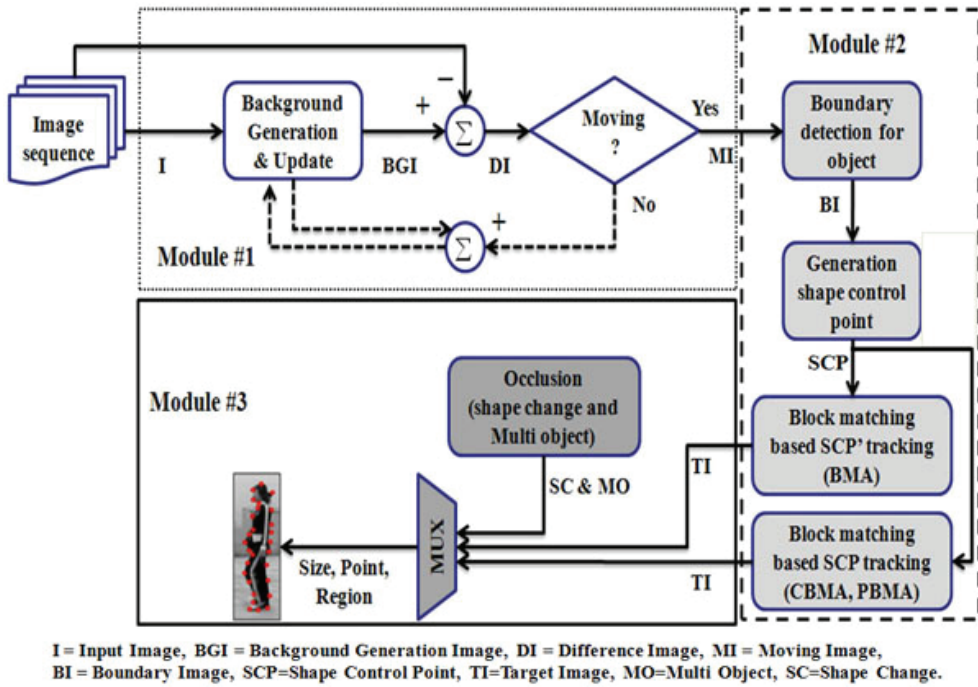 Image
sequence
I
Background
Generation
& Update
BGI
+
−
Σ
DI
Moving
?
Yes
MI
No
+
Σ
Module #1
Module #2
Boundary
detection for
object
BI
Generation
shape control
point
SCP
Block matching
based SCP’ tracking
(BMA)
TI
Block matching
based SCP tracking
(CBMA, PBMA)
TI
Module #3
Occlusion
(shape change and
Multi object)
SC & MO
MUX
Size, Point,
Region
I = Input Image, BGI = Background Generation Image, DI = Difference Image, MI = Moving Image,
BI = Boundary Image, SCP=Shape Control Point, TI=Target Image, MO=Multi Object, SC=Shape Change.